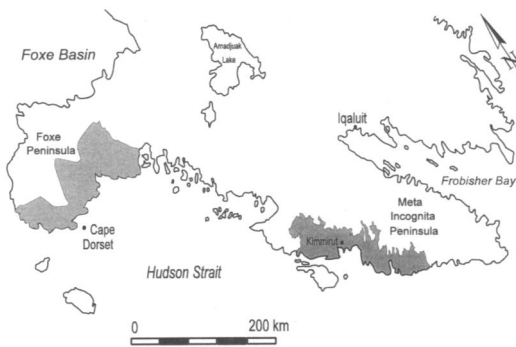 Foxe Basin
Amadjuak
Lake
N
Iqaluit
Foxe
Peninsula
Frobisher Bay
Meta
Incognita
Peninsula
Cape
Dorset
Kimmirut
Hudson Strait
0
200 km